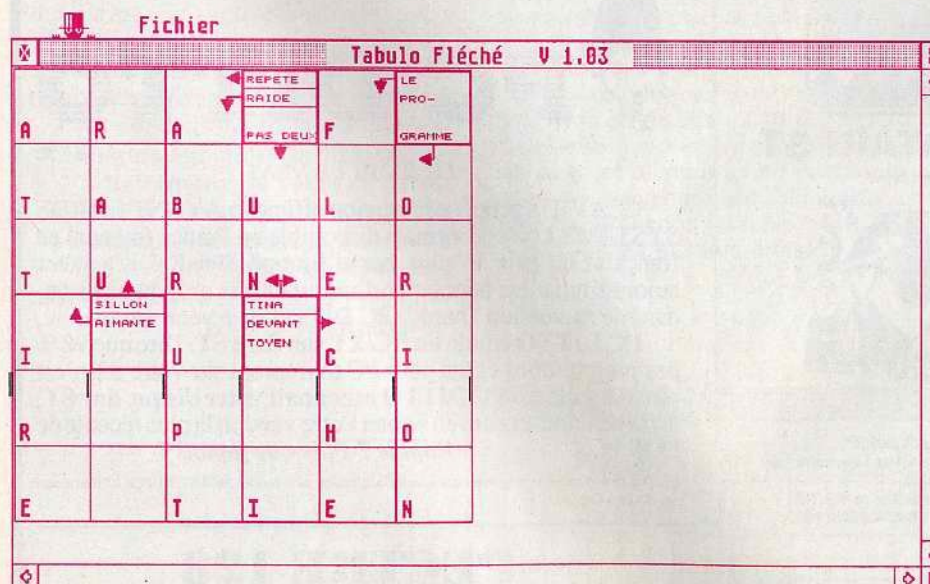 Fichier
Tabulo Fléché V 1.03
REPETE
RAIDE
PAS DEUX
LE
PRO-
GRAMME
A R A F
T A B U L O
T U R N E R
SILLON
AIMANTE
TINA
DEVANT
TOYEN
I U C I
R P H O
E T I E N